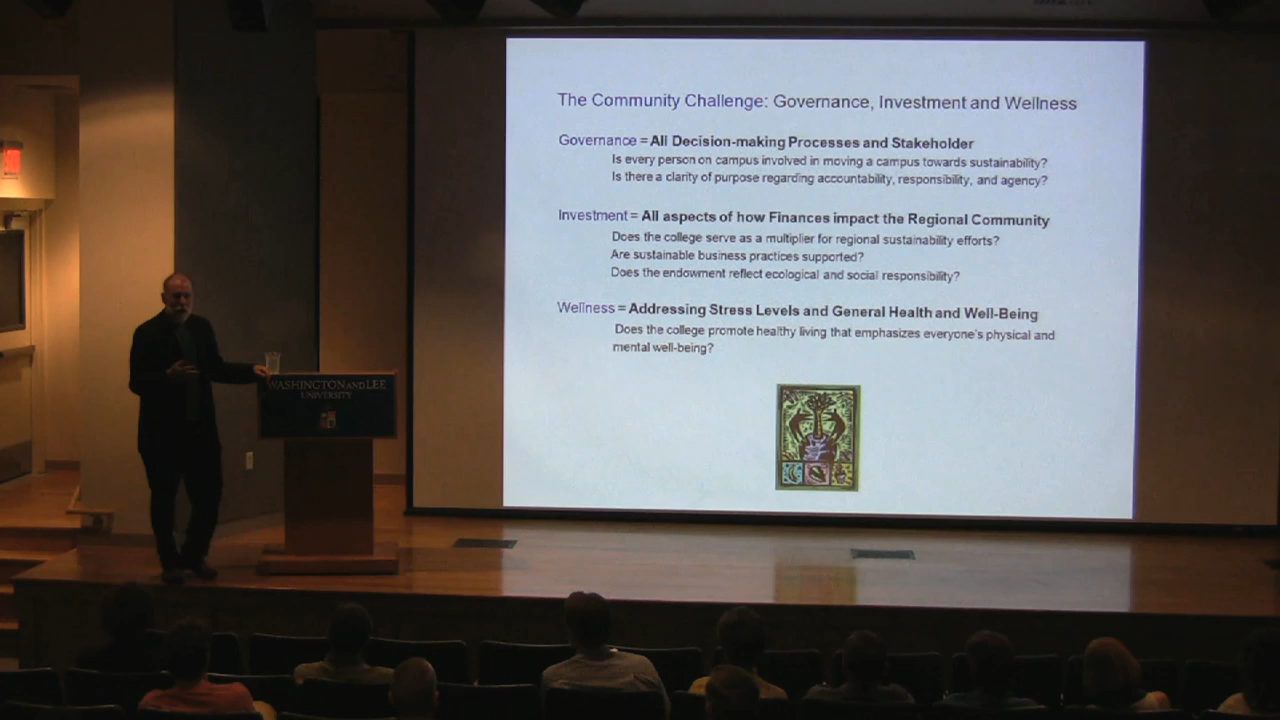 The Community Challenge: Governance, Investment and Wellness
Governance = All Decision-making Processes and Stakeholder
Is every person on campus involved in moving a campus towards sustainability?
Is there a clarity of purpose regarding accountability, responsibility, and agency?
Investment = All aspects of how Finances impact the Regional Community
Does the college serve as a multiplier for regional sustainability efforts?
Are sustainable business practices supported?
Does the endowment reflect ecological and social responsibility?
Wellness = Addressing Stress Levels and General Health and Well-Being
Does the college promote healthy living that emphasizes everyone's physical and
mental well-being?
WASHINGTON AND LEE
UNIVERSITY